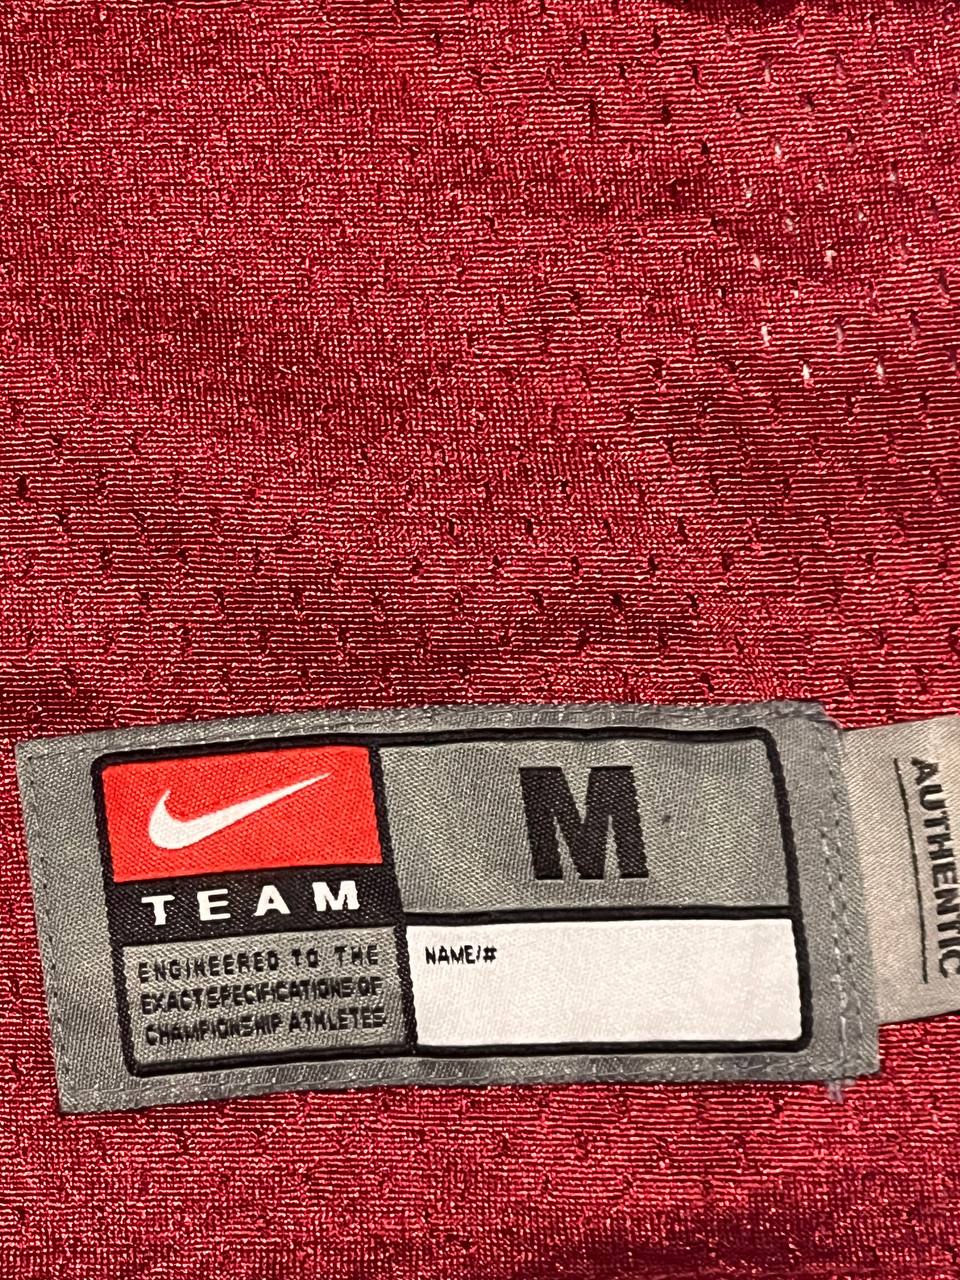 TEAM
ENGINEERED TO THE
EXACT SPECIFICATIONS OF
CHAMPIONSHIP ATHLETES
M
NAME/#
AUTHENTIC